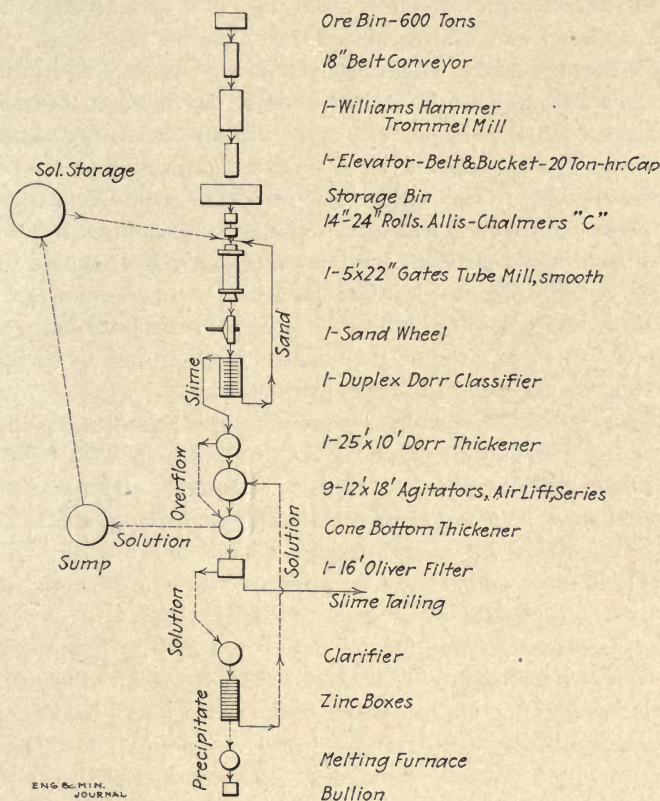 Ore Bin-600 Tons
18" Belt Conveyor
1-Williams Hammer
Trommel Mill
1-Elevator-Belt & Bucket-20 Ton-hr. Cap
Sol. Storage
Storage Bin
14"-24" Rolls. Allis-Chalmers "C"
1-5'x22" Gates Tube Mill, smooth
Sand
1-Sand Wheel
Slime
1-Duplex Dorr Classifier
1-25'x10' Dorr Thickener
Overflow
9-12'x18' Agitators, Air Lift, Series
Solution
Cone Bottom Thickener
Solution
Sump
1-16' Oliver Filter
Slime Tailing
Solution
Clarifier
Zinc Boxes
Precipitate
Melting Furnace
Bullion
ENG & MIN.
JOURNAL